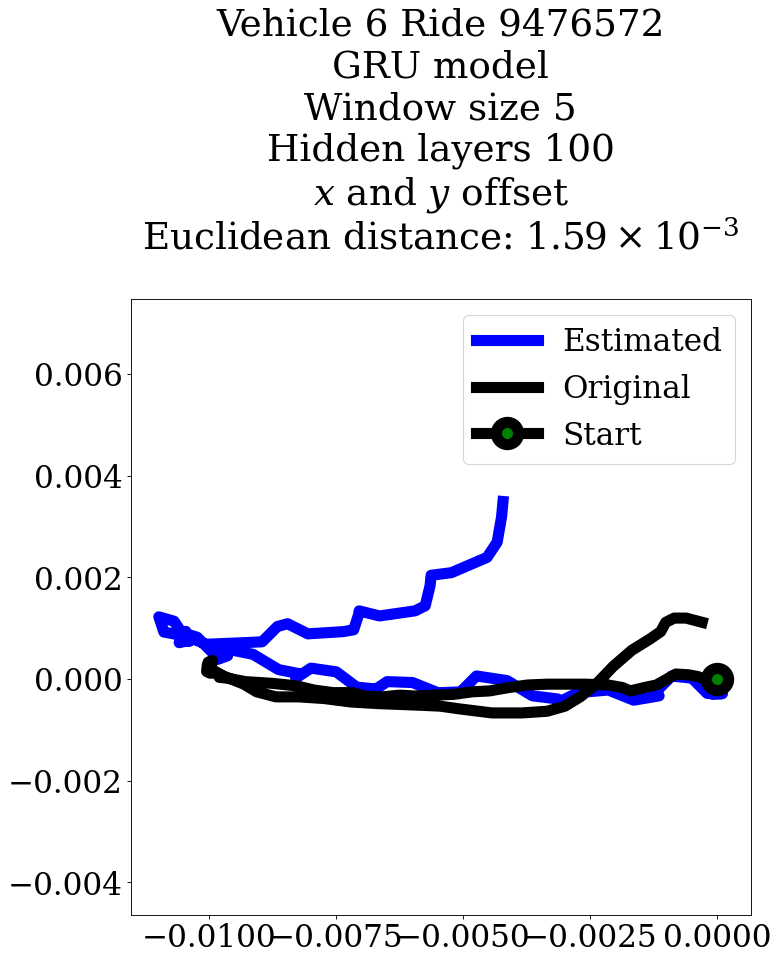 Vehicle 6 Ride 9476572
GRU model
Window size 5
Hidden layers 100
x and y offset
Euclidean distance: 1.59 × 10⁻³
Estimated
Original
Start
0.006
0.004
0.002
0.000
−0.002
−0.004
−0.0100 −0.0075 −0.0050 −0.0025 0.0000